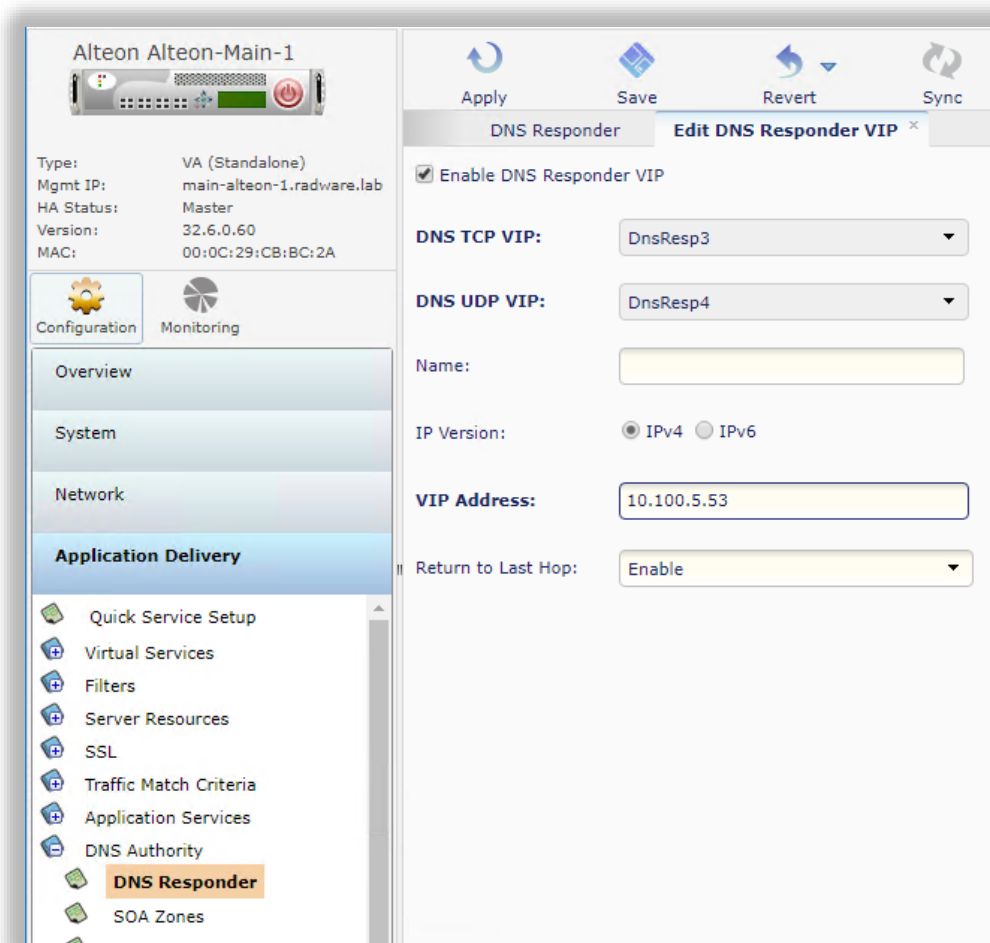 Alteon Alteon-Main-1
Type: VA (Standalone)
Mgmt IP: main-alteon-1.radware.lab
HA Status: Master
Version: 32.6.0.60
MAC: 00:0C:29:CB:BC:2A
Configuration Monitoring
Overview
System
Network
Application Delivery
Quick Service Setup
Virtual Services
Filters
Server Resources
SSL
Traffic Match Criteria
Application Services
DNS Authority
DNS Responder
SOA Zones
Apply Save Revert Sync
DNS Responder Edit DNS Responder VIP ×
Enable DNS Responder VIP
DNS TCP VIP: DnsResp3
DNS UDP VIP: DnsResp4
Name:
IP Version: IPv4 IPv6
VIP Address: 10.100.5.53
Return to Last Hop: Enable